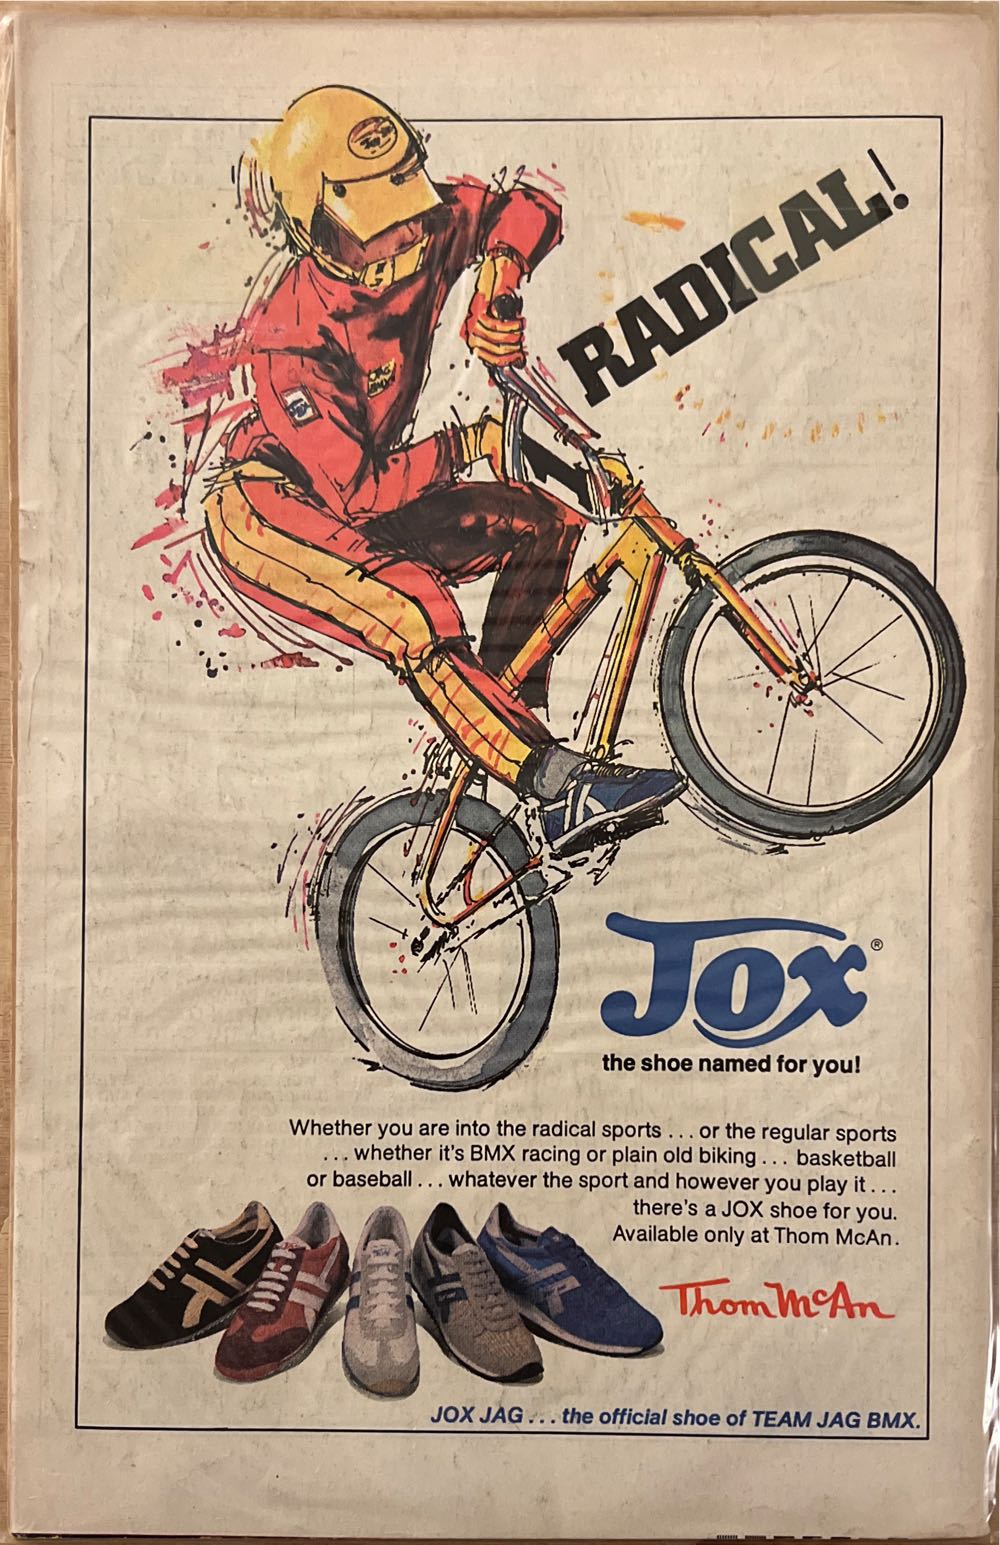 RADICAL!
JAG
BMX
Jox
Jox®
the shoe named for you!
Whether you are into the radical sports ... or the regular sports
... whether it's BMX racing or plain old biking ... basketball
or baseball ... whatever the sport and however you play it ...
there's a JOX shoe for you.
Available only at Thom McAn.
Thom McAn
JOX JAG ... the official shoe of TEAM JAG BMX.